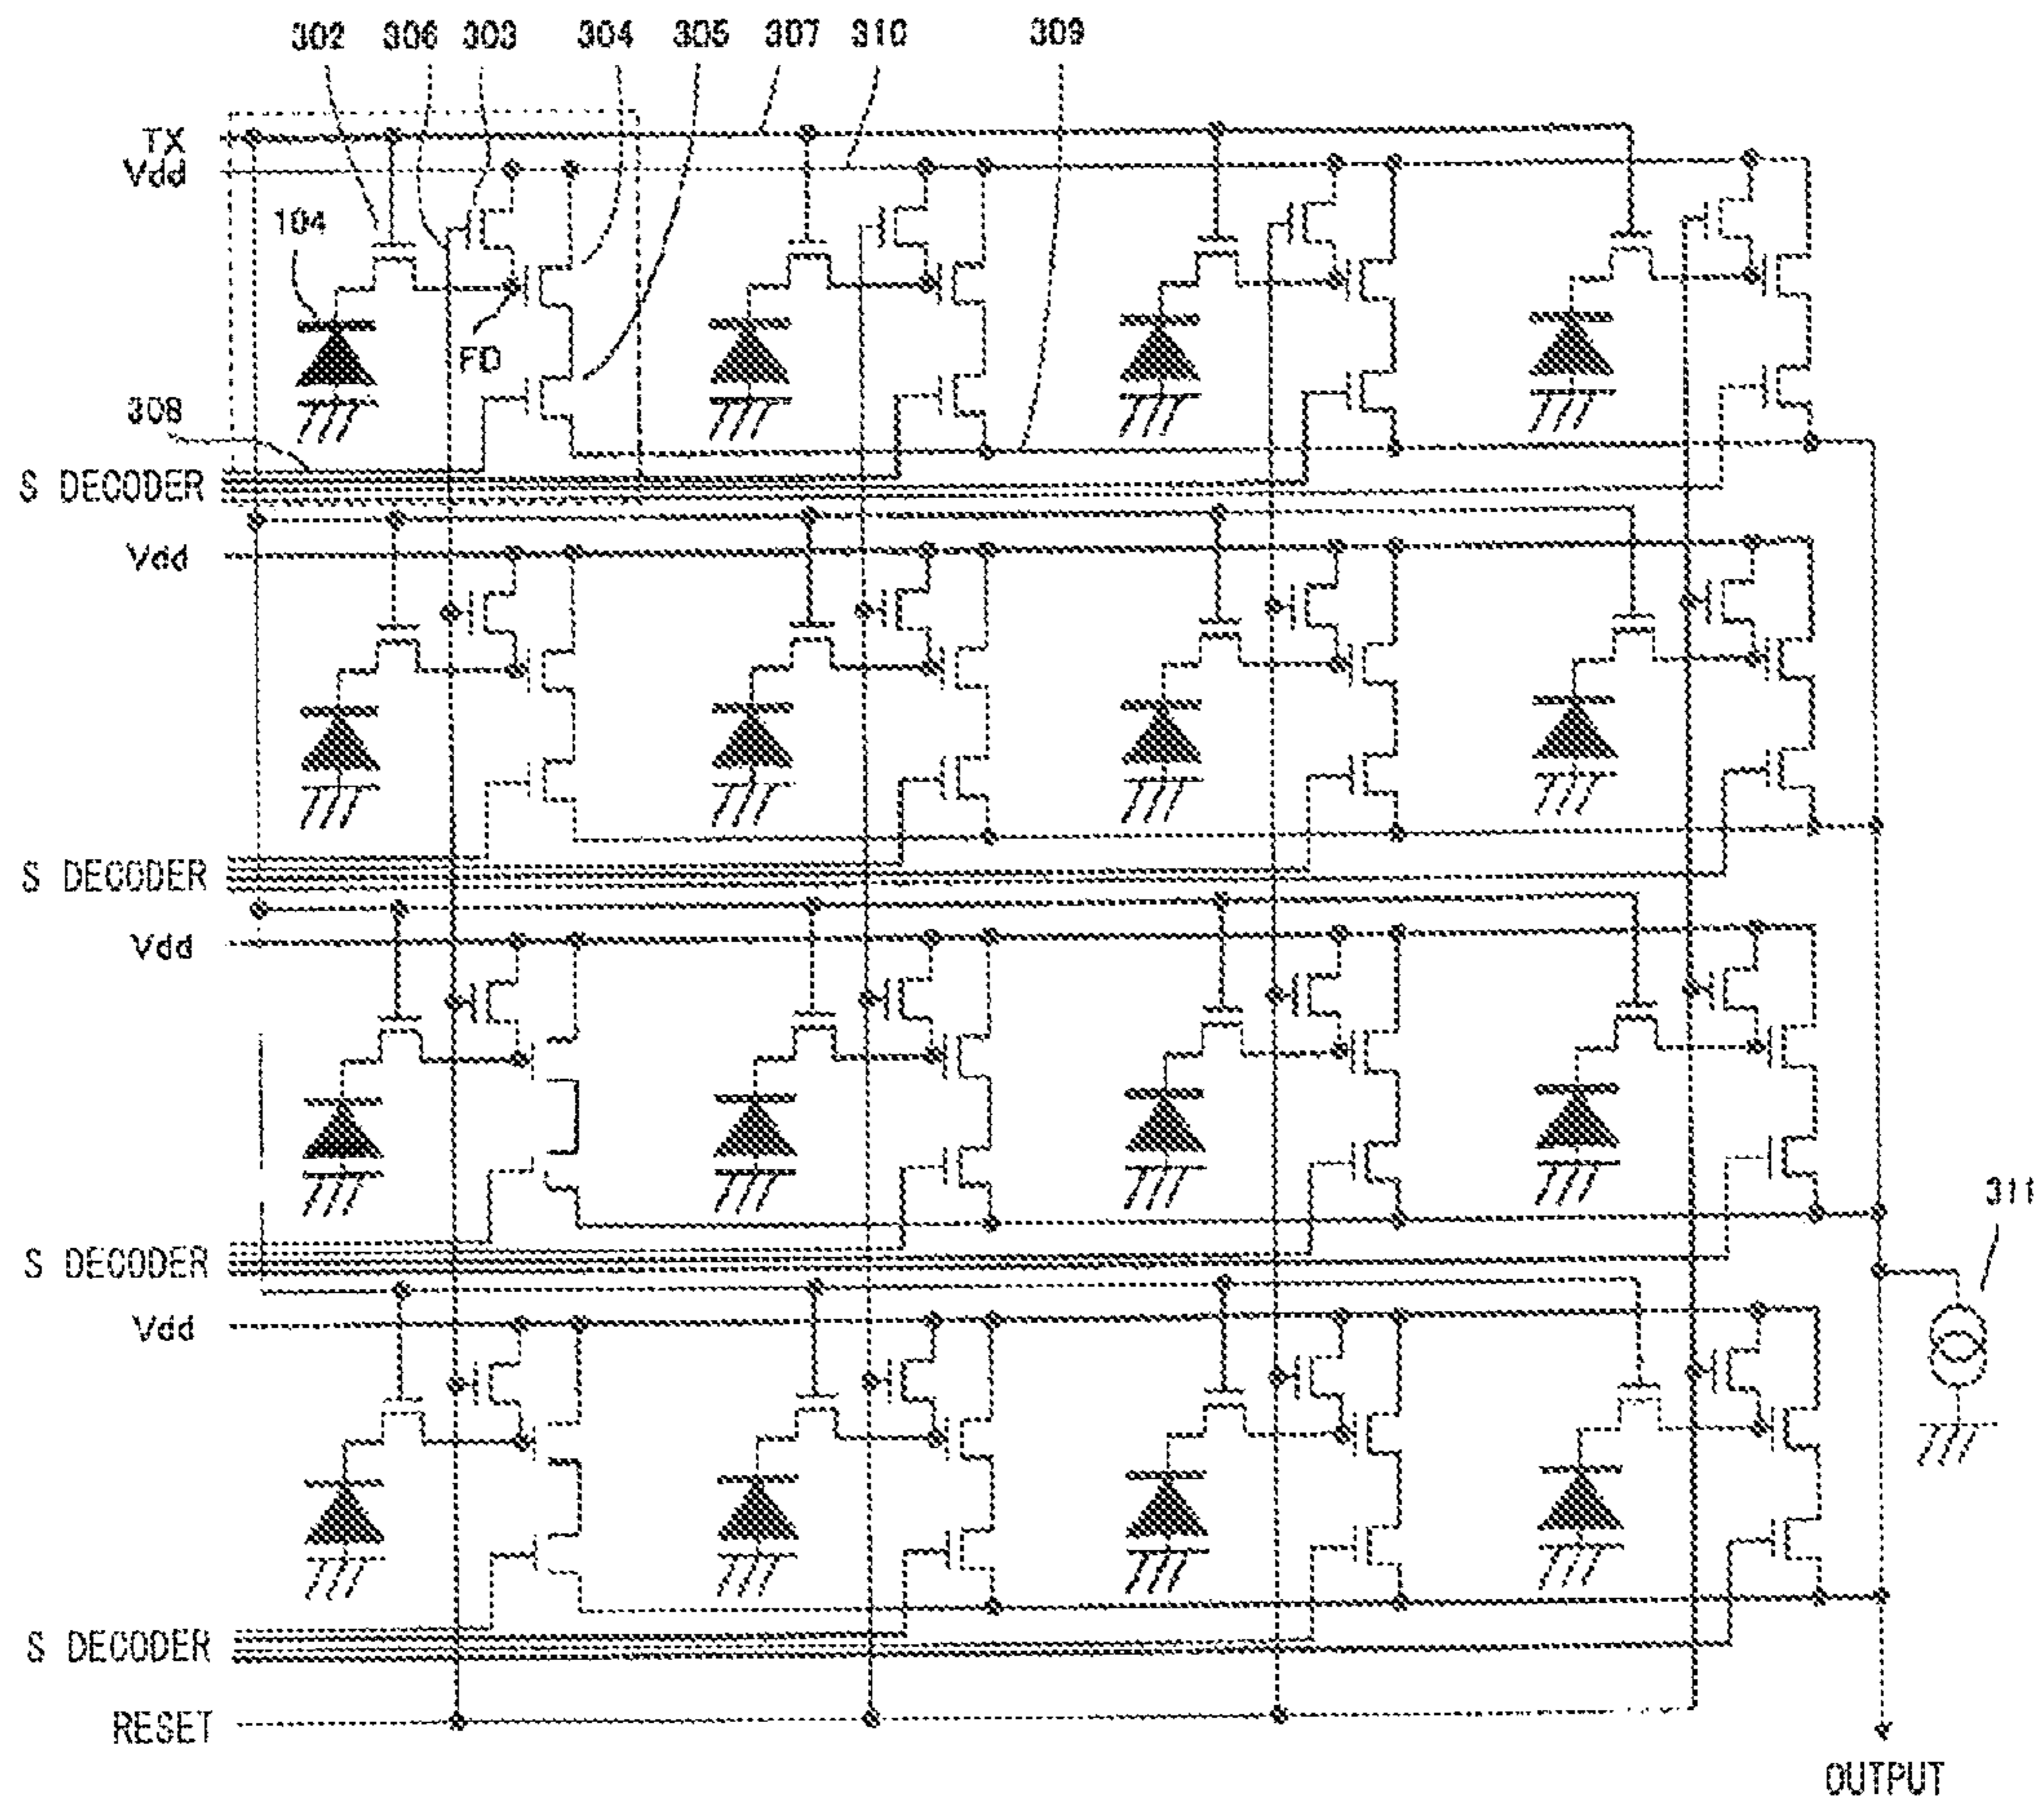 302 306 303 304 305 307 310 309
TX
Vdd
104
FD
308
S DECODER
Vdd
S DECODER
Vdd
311
S DECODER
Vdd
S DECODER
RESET
OUTPUT